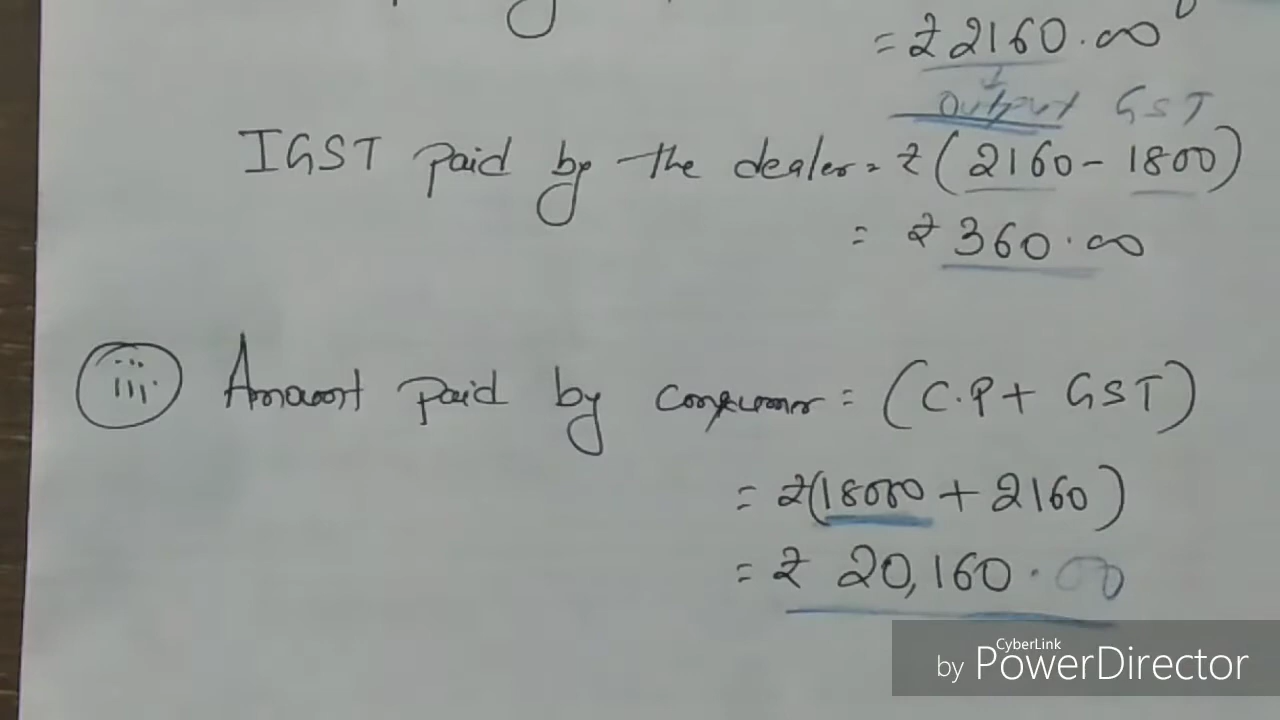 = ₹ 2160.00
Output GST
IGST paid by the dealer = ₹ (2160 - 1800)
= ₹ 360.00
iii. Amount paid by consumer = (C.P + GST)
= ₹(18000 + 2160)
= ₹ 20,160.00
CyberLink
by PowerDirector